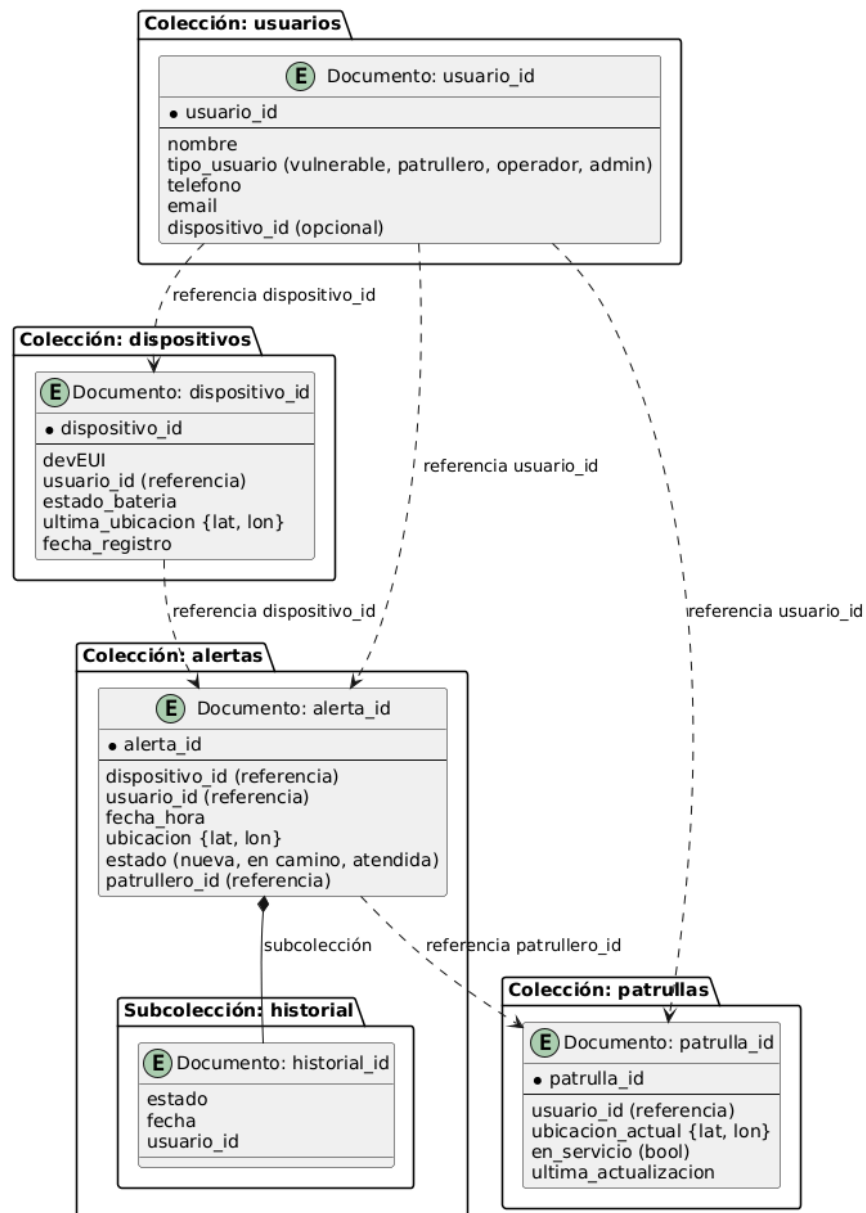 Colección: usuarios
E Documento: usuario_id
usuario_id
nombre
tipo_usuario (vulnerable, patrullero, operador, admin)
telefono
email
dispositivo_id (opcional)
referencia dispositivo_id
Colección: dispositivos
E Documento: dispositivo_id
dispositivo_id
devEUI
usuario_id (referencia)
estado_bateria
ultima_ubicacion {lat, lon}
fecha_registro
referencia usuario_id
referencia dispositivo_id
referencia usuario_id
Colección: alertas
E Documento: alerta_id
alerta_id
dispositivo_id (referencia)
usuario_id (referencia)
fecha_hora
ubicacion {lat, lon}
estado (nueva, en camino, atendida)
patrullero_id (referencia)
subcolección
referencia patrullero_id
Subcolección: historial
E Documento: historial_id
estado
fecha
usuario_id
Colección: patrullas
E Documento: patrulla_id
patrulla_id
usuario_id (referencia)
ubicacion_actual {lat, lon}
en_servicio (bool)
ultima_actualizacion